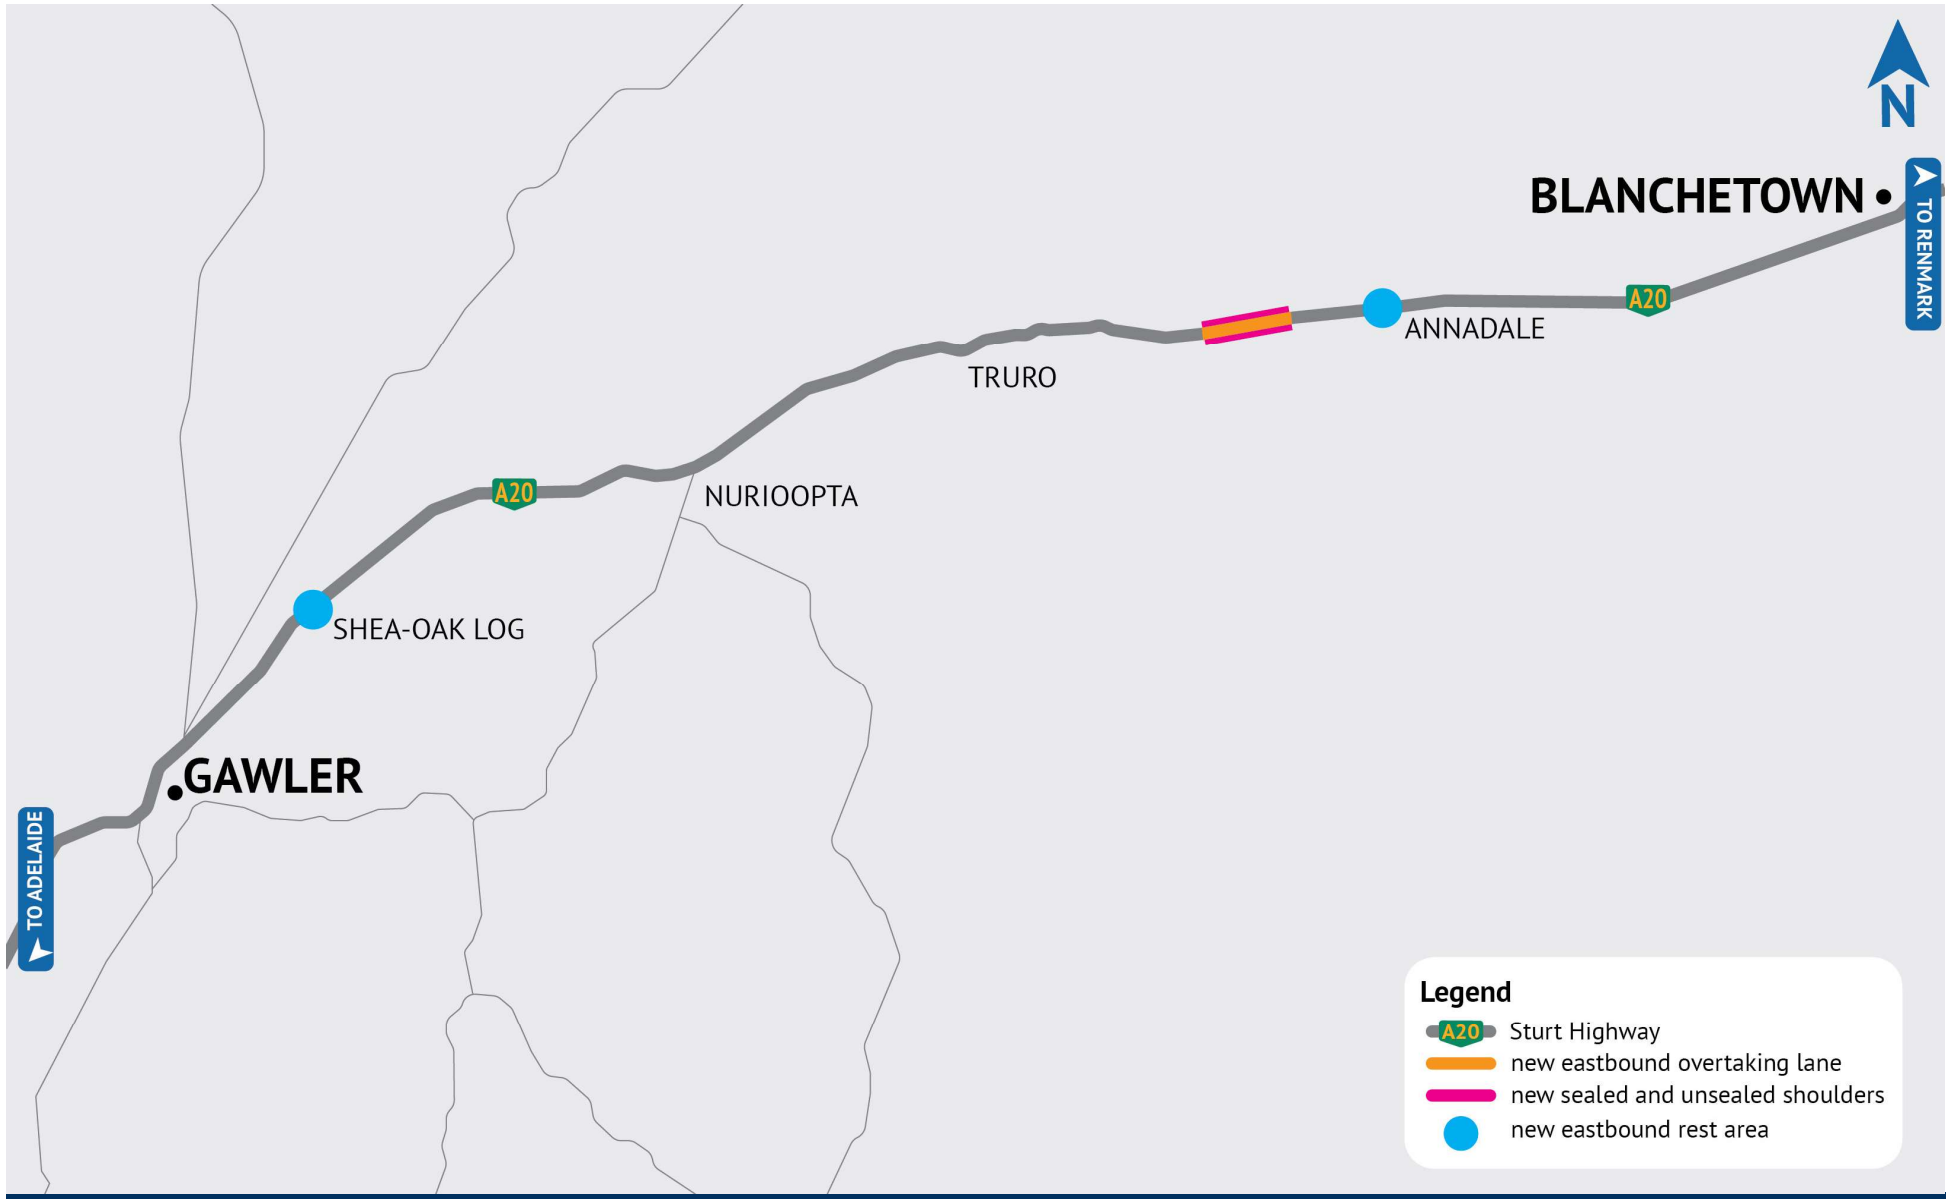 N
BLANCHETOWN
TO RENMARK
A20
ANNADALE
TRURO
A20
NURIOOPTA
SHEA-OAK LOG
GAWLER
TO ADELAIDE
Legend
A20 Sturt Highway
new eastbound overtaking lane
new sealed and unsealed shoulders
new eastbound rest area